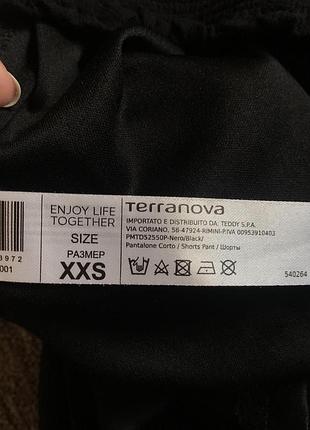 ENJOY LIFE
TOGETHER
SIZE
РАЗМЕР
XXS
8972
001
Terranova
IMPORTATO E DISTRIBUITO DA: TEDDY S.P.A.
VIA CORIANO, 58-47924-RIMINI-P.IVA 00953910403
PMTD52550P-Nero/Black/
Pantalone Corto / Shorts Pant / Шорты
540264